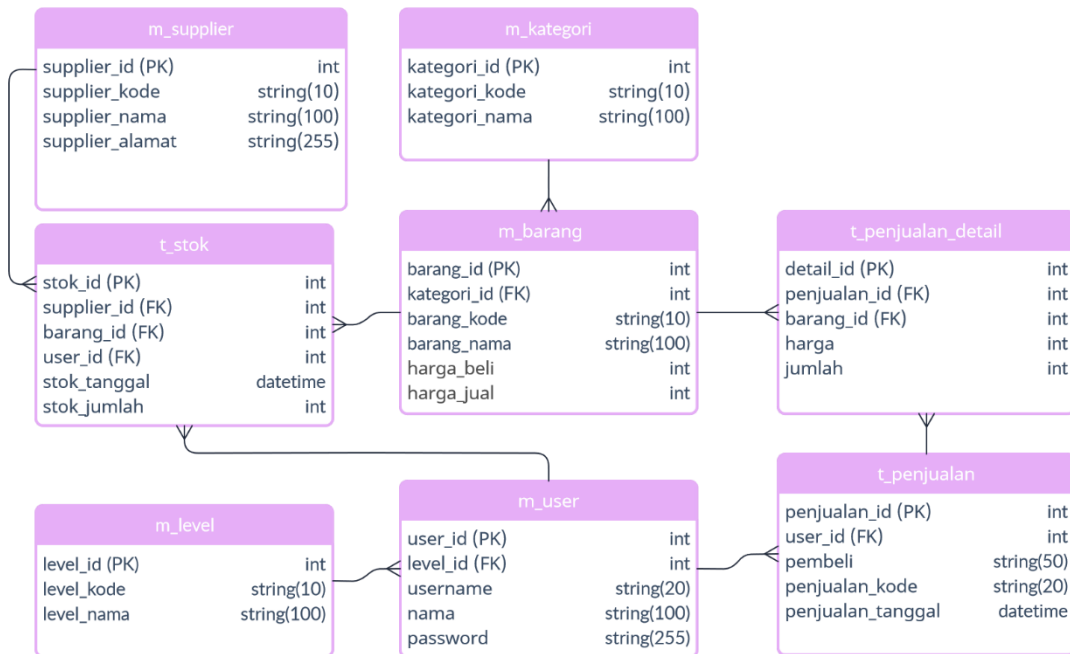 m_supplier
supplier_id (PK) int
supplier_kode string(10)
supplier_nama string(100)
supplier_alamat string(255)
m_kategori
kategori_id (PK) int
kategori_kode string(10)
kategori_nama string(100)
t_stok
stok_id (PK) int
supplier_id (FK) int
barang_id (FK) int
user_id (FK) int
stok_tanggal datetime
stok_jumlah int
m_barang
barang_id (PK) int
kategori_id (FK) int
barang_kode string(10)
barang_nama string(100)
harga_beli int
harga_jual int
t_penjualan_detail
detail_id (PK) int
penjualan_id (FK) int
barang_id (FK) int
harga int
jumlah int
m_level
level_id (PK) int
level_kode string(10)
level_nama string(100)
m_user
user_id (PK) int
level_id (FK) int
username string(20)
nama string(100)
password string(255)
t_penjualan
penjualan_id (PK) int
user_id (FK) int
pembeli string(50)
penjualan_kode string(20)
penjualan_tanggal datetime